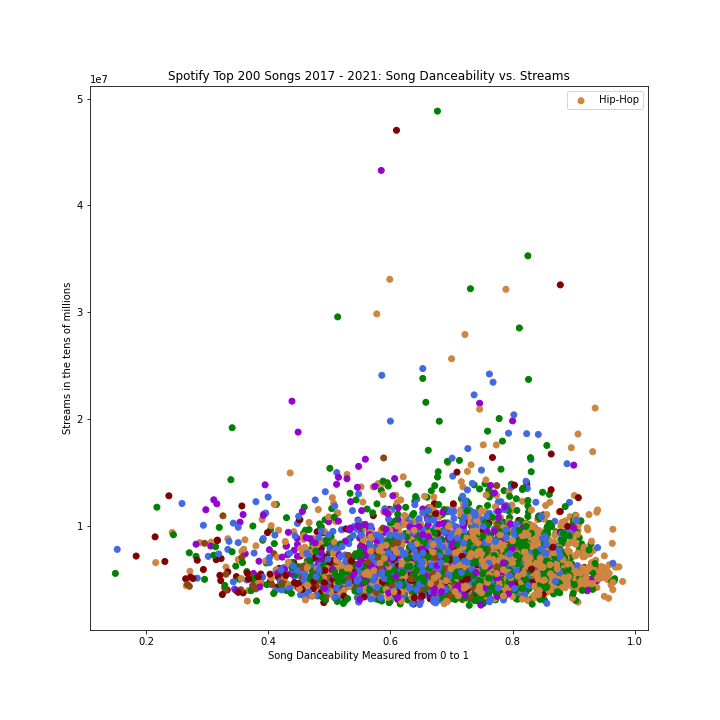 Spotify Top 200 Songs 2017 - 2021: Song Danceability vs. Streams
1e7
Hip-Hop
5
4
3
2
1
Streams in the tens of millions
0.2 0.4 0.6 0.8 1.0
Song Danceability Measured from 0 to 1